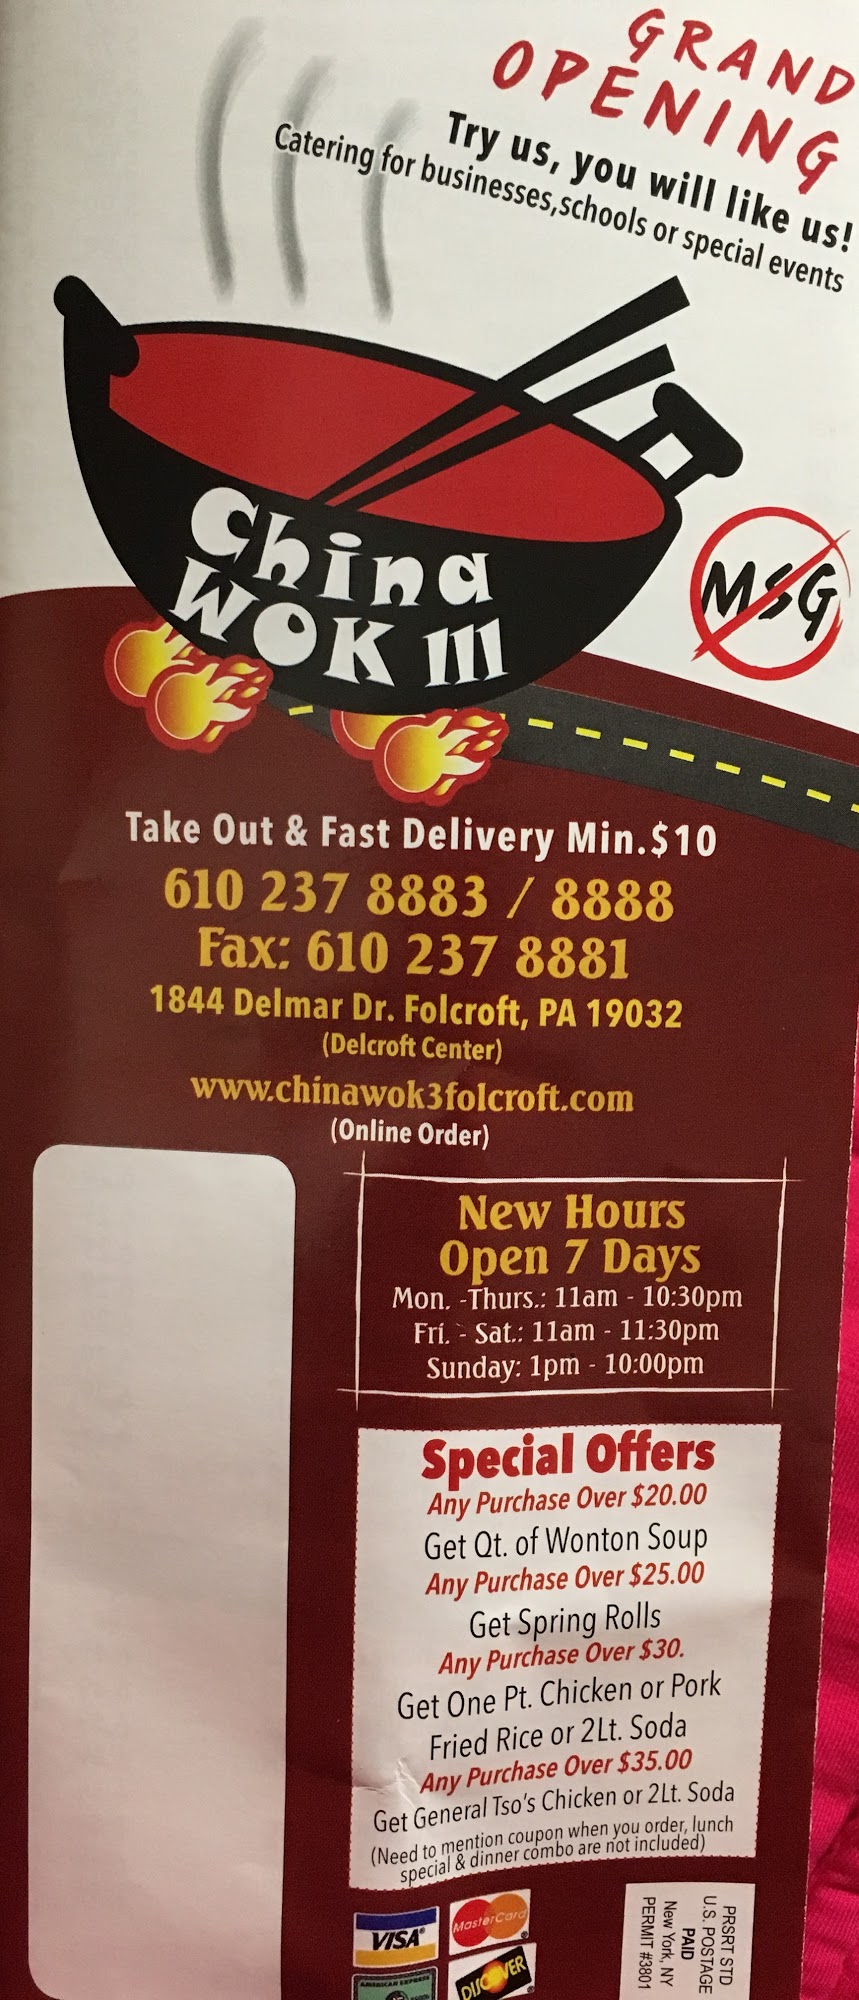 GRAND
OPENING
Try us, you will like us!
Catering for businesses,schools or special events
China
WOK III
MSG
Take Out & Fast Delivery Min.$10
610 237 8883 / 8888
Fax: 610 237 8881
1844 Delmar Dr. Folcroft, PA 19032
(Delcroft Center)
www.chinawok3folcroft.com
(Online Order)
New Hours
Open 7 Days
Mon. -Thurs.: 11am - 10:30pm
Fri. - Sat.: 11am - 11:30pm
Sunday: 1pm - 10:00pm
Special Offers
Any Purchase Over $20.00
Get Qt. of Wonton Soup
Any Purchase Over $25.00
Get Spring Rolls
Any Purchase Over $30.
Get One Pt. Chicken or Pork
Fried Rice or 2Lt. Soda
Any Purchase Over $35.00
Get General Tso's Chicken or 2Lt. Soda
(Need to mention coupon when you order, lunch
special & dinner combo are not included)
VISA
MasterCard
AMERICAN EXPRESS
DISCOVER
PRSRT STD
U.S. POSTAGE
PAID
New York, NY
PERMIT #3801